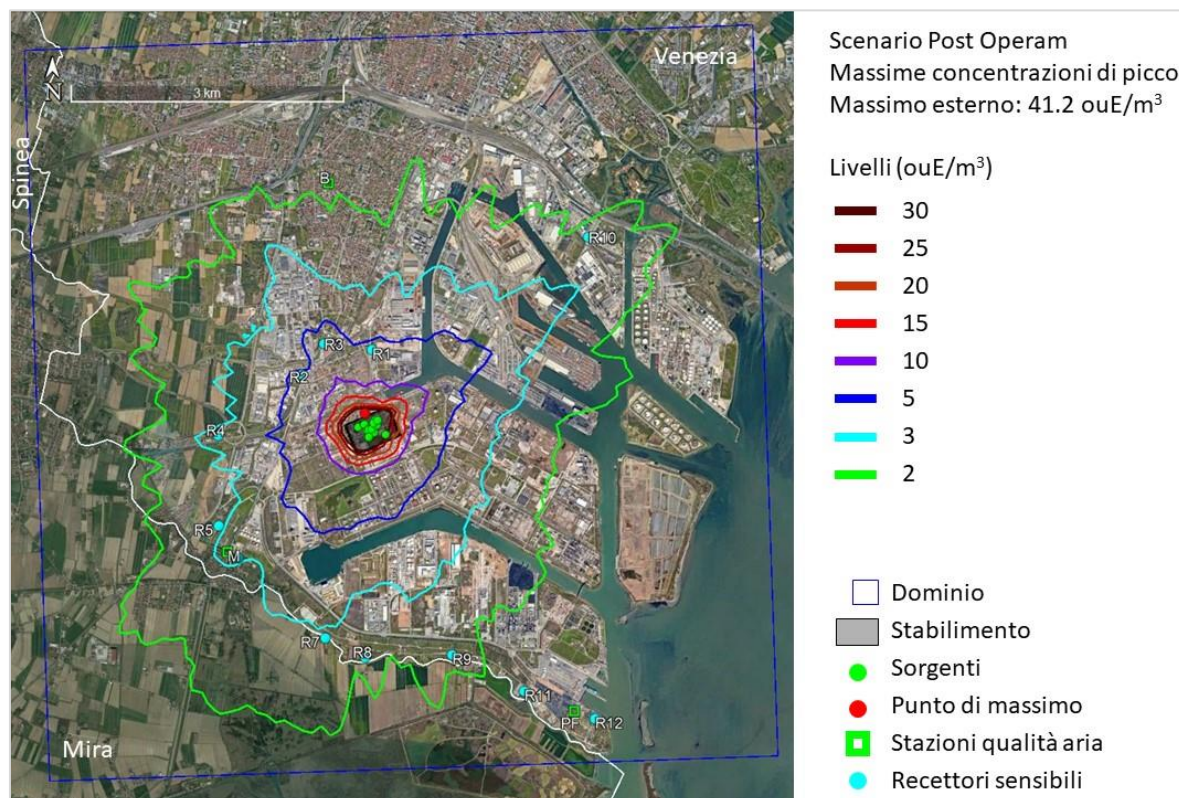 Venezia
N
3 km
Spinea
B
R10
R3
R1
R2
R4
R5
M
R7
R8
R9
R11
PF
R12
Mira
Scenario Post Operam
Massime concentrazioni di picco
Massimo esterno: 41.2 ouE/m³
Livelli (ouE/m³)
30
25
20
15
10
5
3
2
Dominio
Stabilimento
Sorgenti
Punto di massimo
Stazioni qualità aria
Recettori sensibili